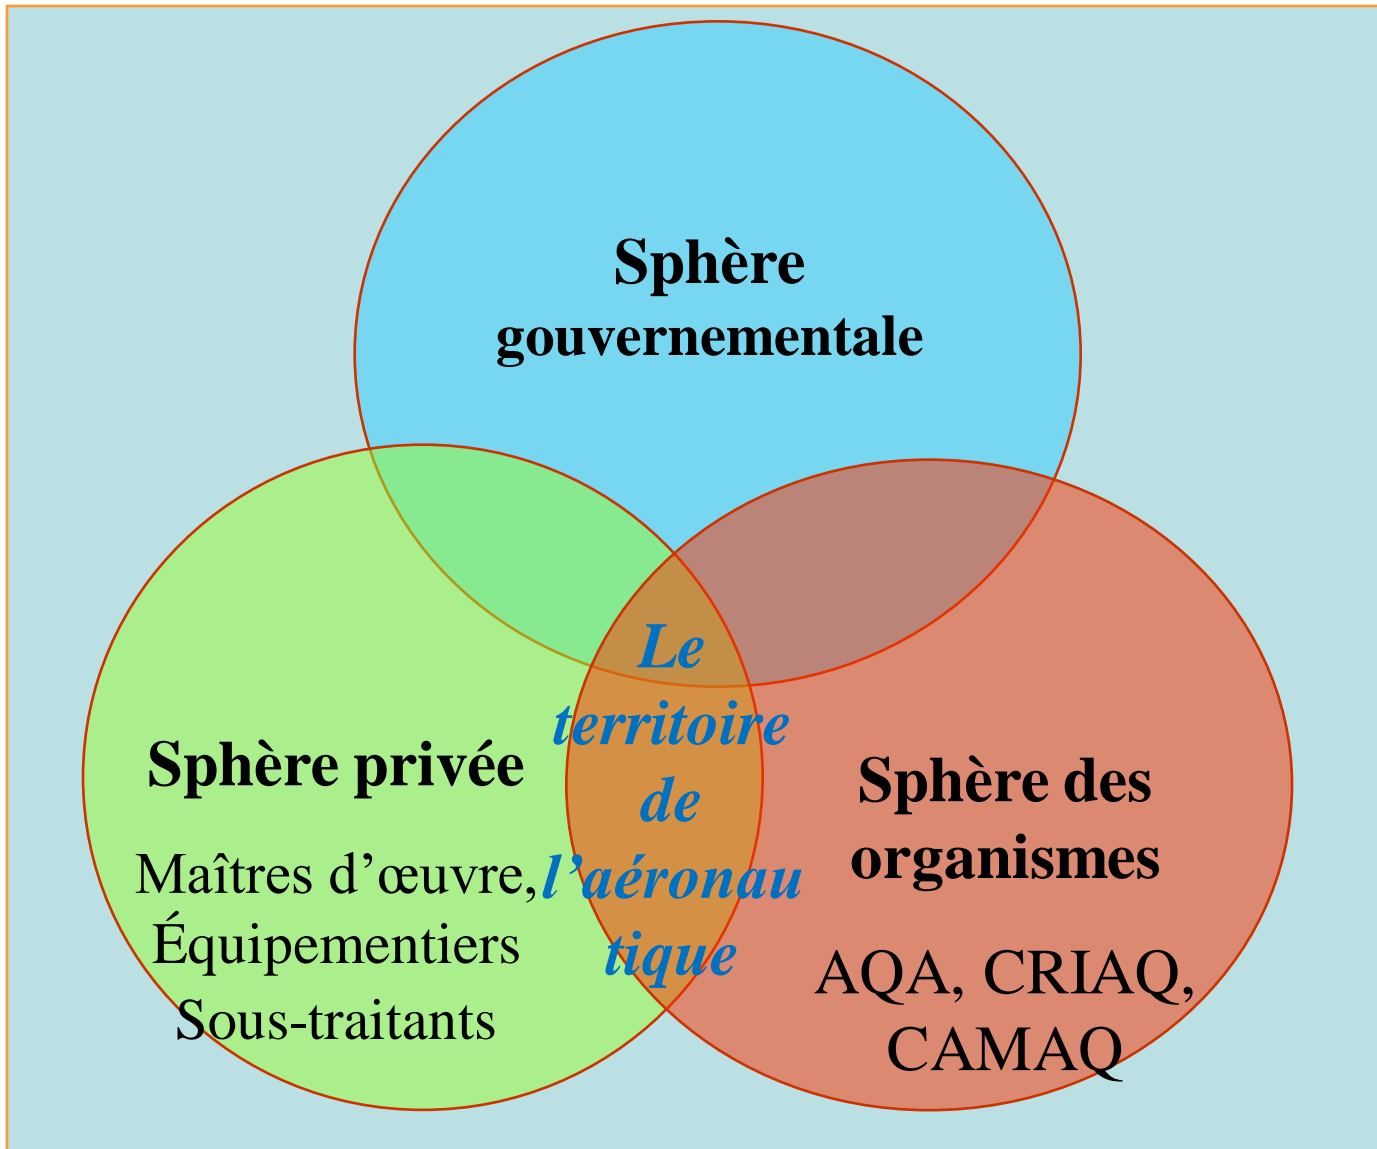 Sphère
gouvernementale
Sphère privée
Maîtres d’œuvre,
Équipementiers
Sous-traitants
Le
territoire
de
l’aéronau
tique
Sphère des
organismes
AQA, CRIAQ,
CAMAQ